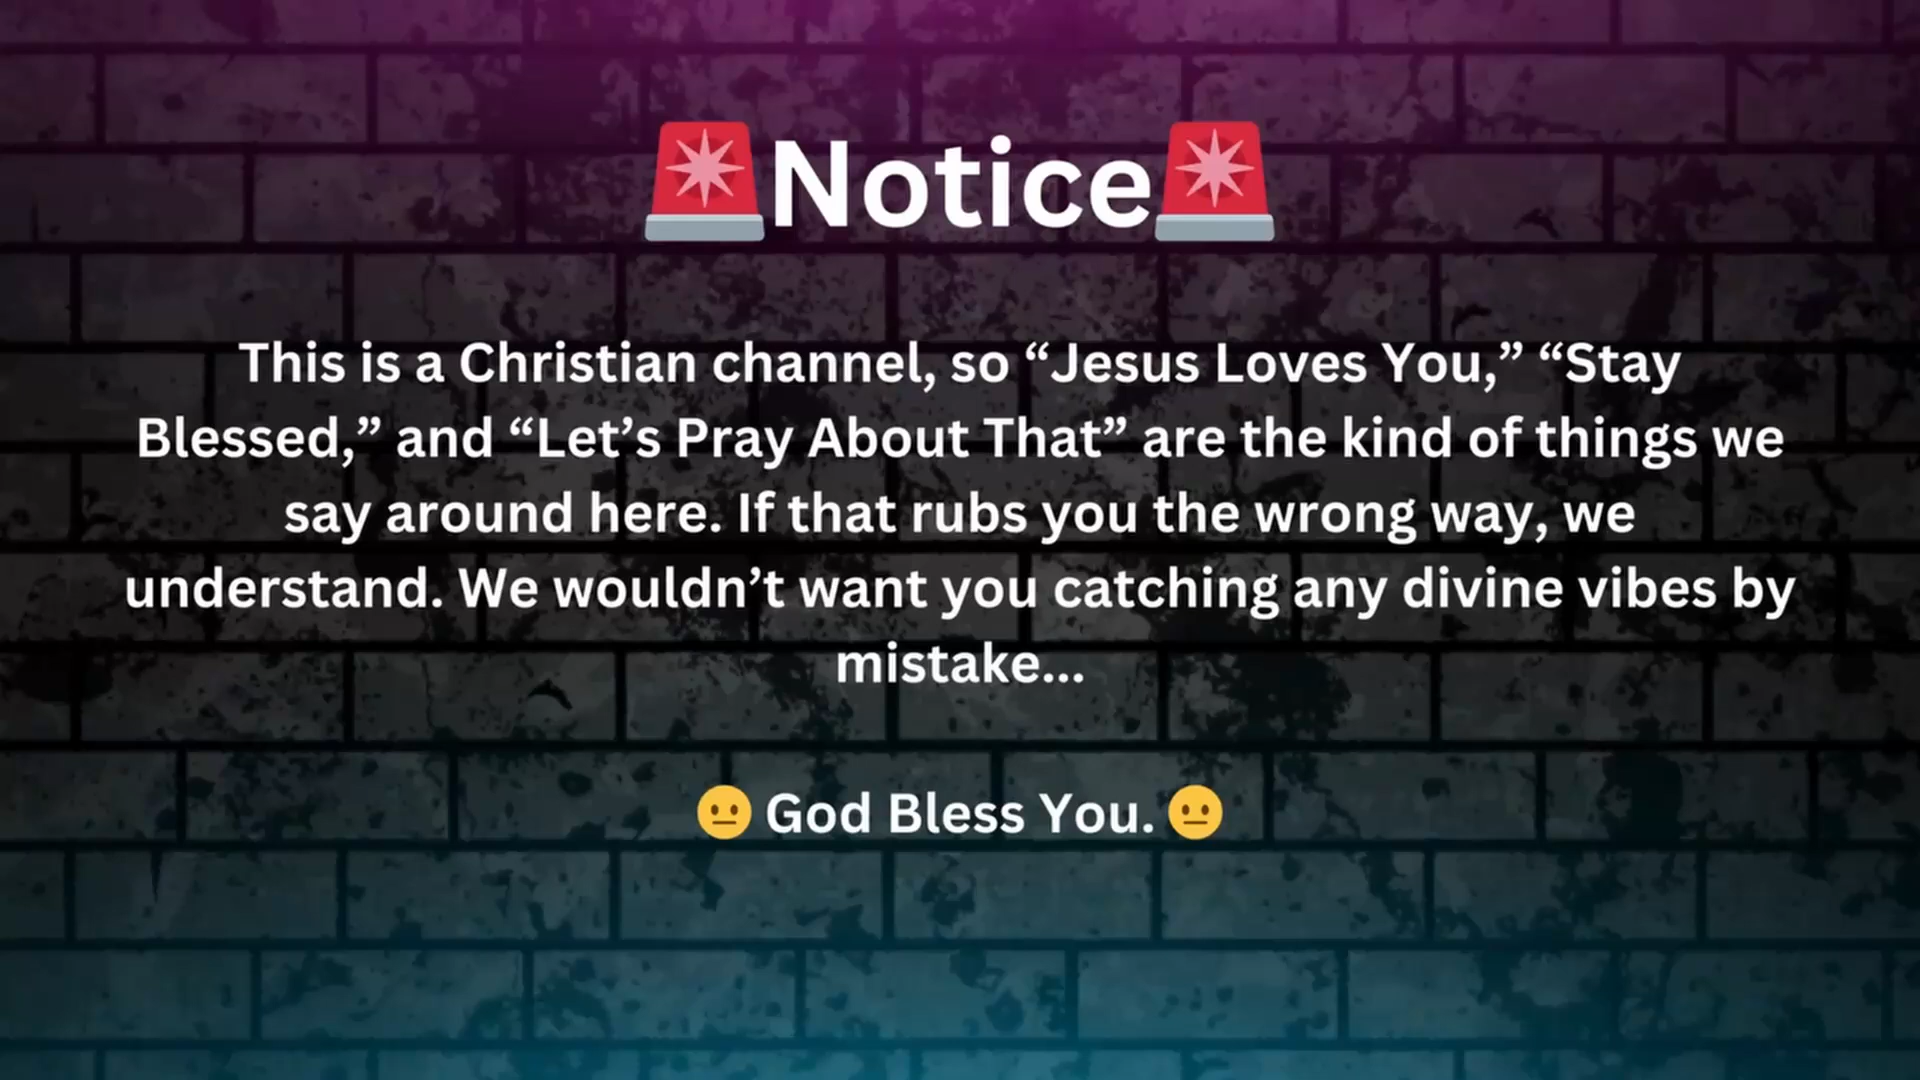 🚨Notice🚨
This is a Christian channel, so “Jesus Loves You,” “Stay
Blessed,” and “Let’s Pray About That” are the kind of things we
say around here. If that rubs you the wrong way, we
understand. We wouldn’t want you catching any divine vibes by
mistake...
😐 God Bless You. 😐